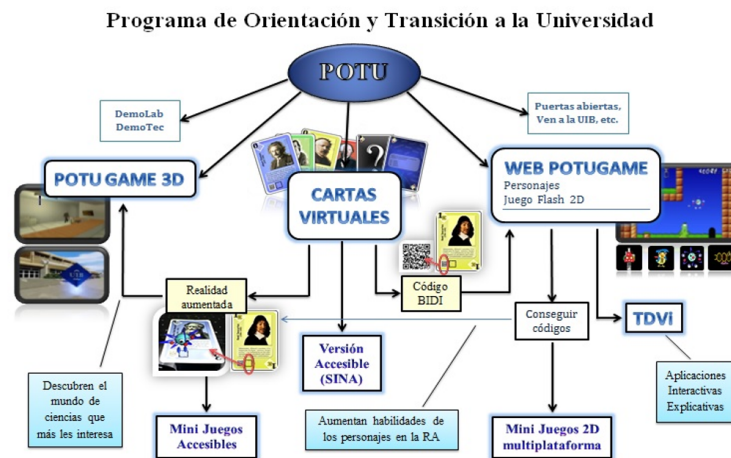 Programa de Orientación y Transición a la Universidad
POTU
DemoLab
DemoTec
Puertas abiertas,
Ven a la UIB, etc.
POTU GAME 3D
CARTAS
VIRTUALES
WEB POTUGAME
Personajes
Juego Flash 2D
Realidad
aumentada
Código
BIDI
Conseguir
códigos
TDVi
Versión
Accesible
(SINA)
Descubren el
mundo de
ciencias que
más les interesa
Mini Juegos
Accesibles
Aumentan habilidades de
los personajes en la RA
Mini Juegos 2D
multiplataforma
Aplicaciones
Interactivas
Explicativas